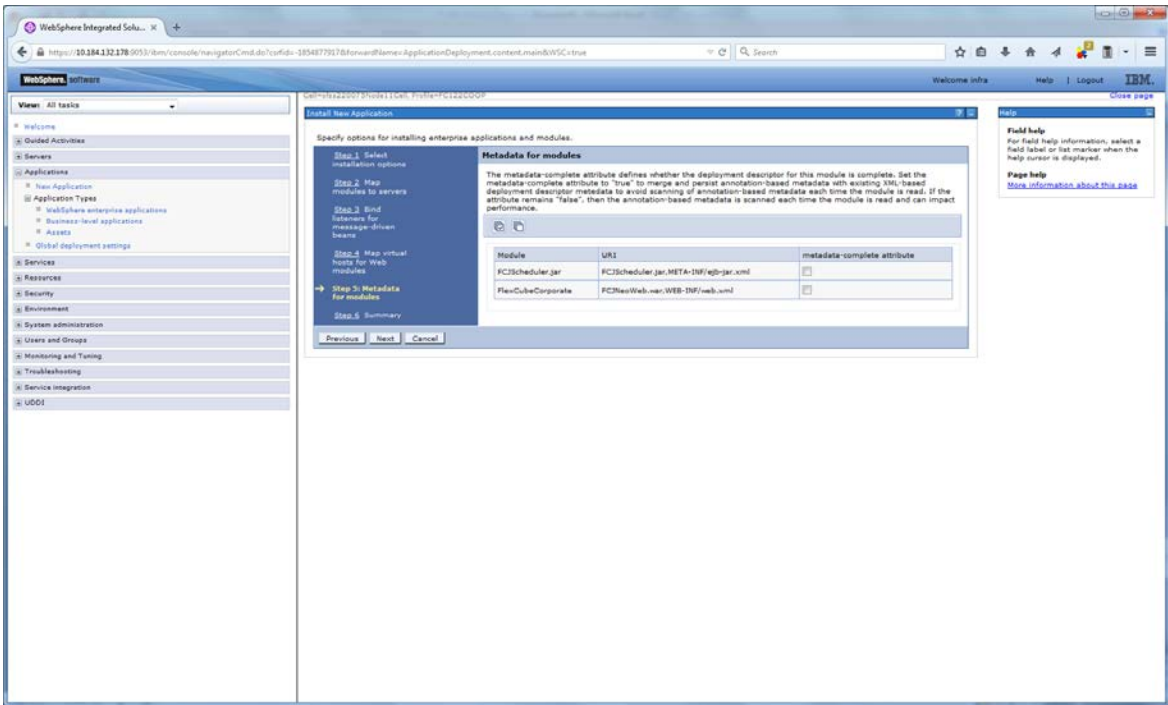 WebSphere Integrated Solu... × +
https://10.184.132.178:9053/ibm/console/navigatorCmd.do?csrfid=-1854877917&forwardName=ApplicationDeployment.content.main&WSC=true
Search
WebSphere. software
Welcome infra
Help | Logout
IBM.
View: All tasks
Welcome
Guided Activities
Servers
Applications
New Application
Application Types
WebSphere enterprise applications
Business-level applications
Assets
Global deployment settings
Services
Resources
Security
Environment
System administration
Users and Groups
Monitoring and Tuning
Troubleshooting
Service integration
UDDI
Profile=FC122COOP
Close page
Install New Application
Specify options for installing enterprise applications and modules.
Step 1 Select
installation options
Step 2 Map
modules to servers
Step 3 Bind
listeners for
message-driven
beans
Step 4 Map virtual
hosts for Web
modules
Step 5: Metadata
for modules
Step 6 Summary
Metadata for modules
The metadata-complete attribute defines whether the deployment descriptor for this module is complete. Set the
metadata-complete attribute to "true" to merge and persist annotation-based metadata with existing XML-based
deployment descriptor metedata to avoid scanning of annotation-based metadata each time the module is read. If the
attribute remains "false", then the annotation-based metadata is scanned each time the module is read and can impact
performance.
Module URI metadata-complete attribute
FCJScheduler.jar FCJScheduler.jar,META-INF/ejb-jar.xml
FlexCubeCorporate FCJNeoWeb.war,WEB-INF/web.xml
Previous Next Cancel
Help
Field help
For field help information, select a
field label or list marker when the
help cursor is displayed.
Page help
More information about this page